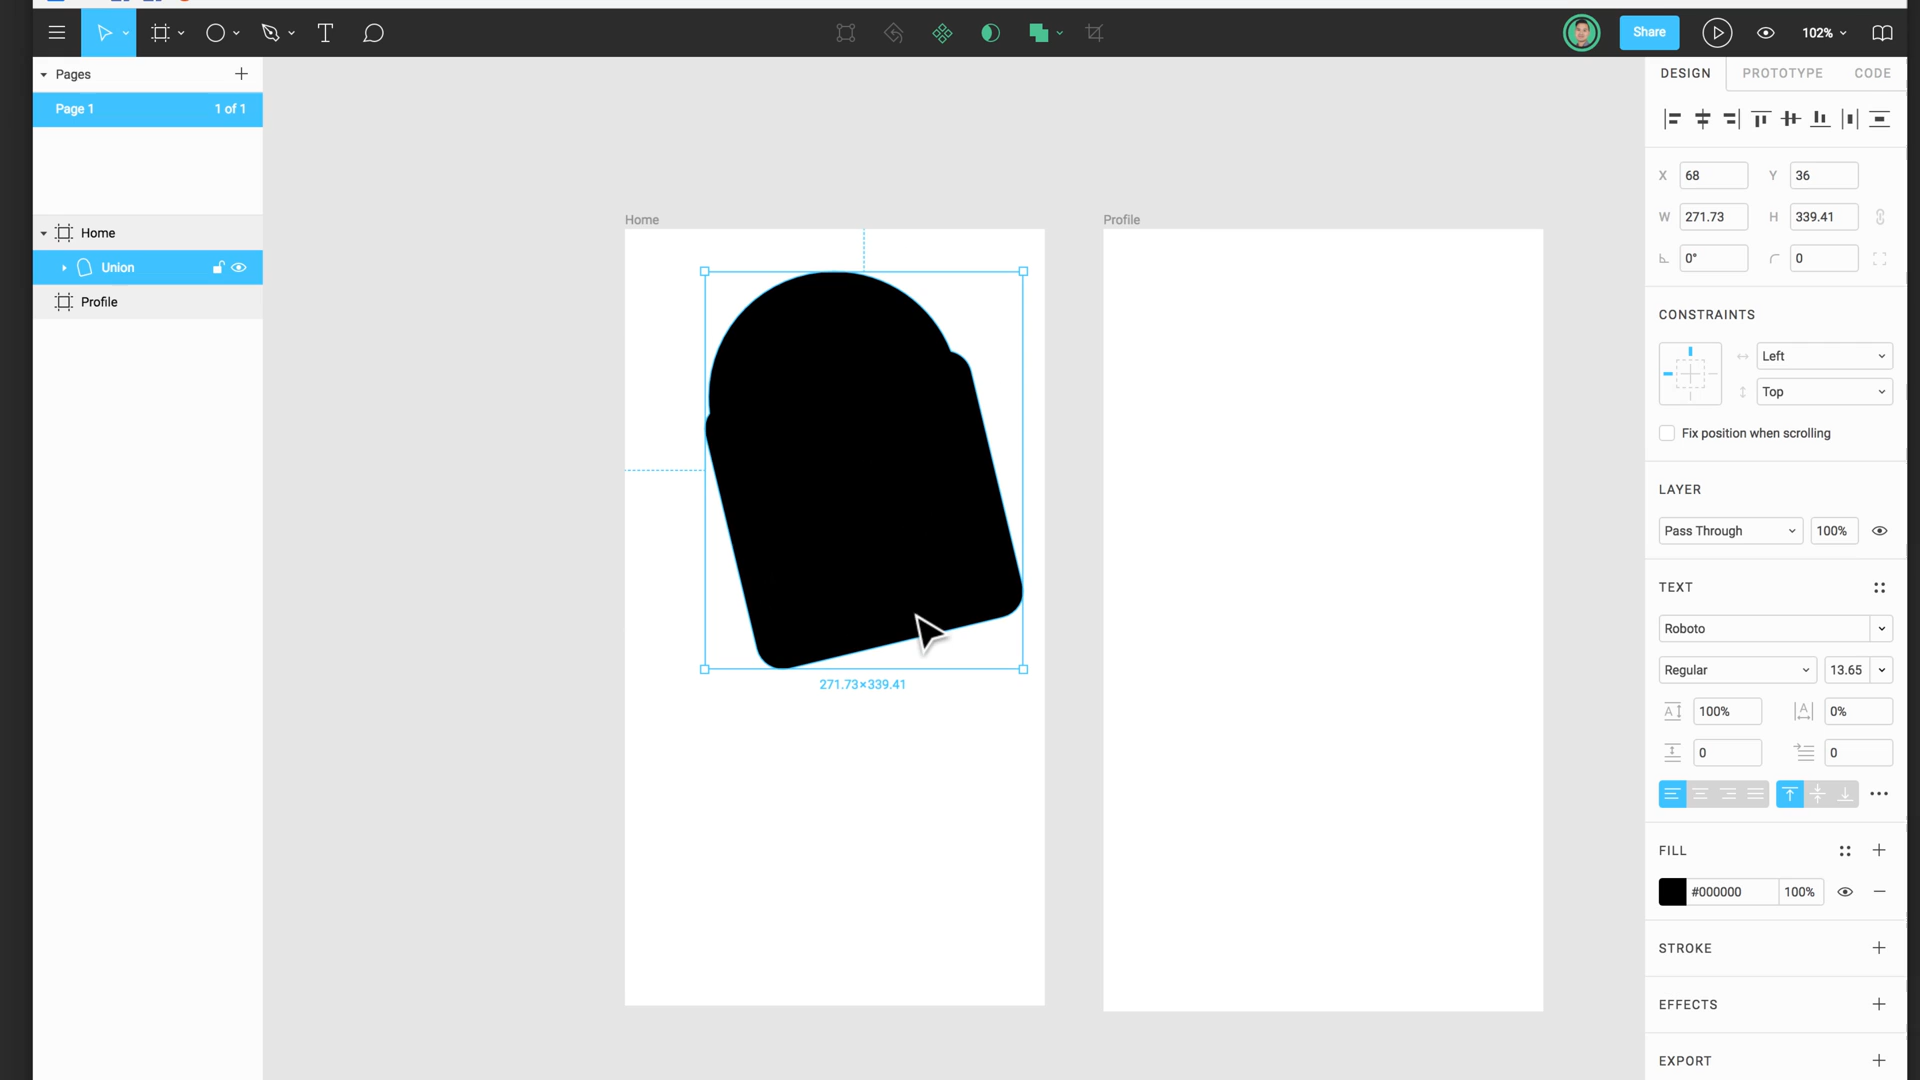 Share
102%
Pages
Page 1
1 of 1
Home
Union
Profile
Home
Profile
271.73×339.41
DESIGN
PROTOTYPE
CODE
X
68
Y
36
W
271.73
H
339.41
0°
0
CONSTRAINTS
Left
Top
Fix position when scrolling
LAYER
Pass Through
100%
TEXT
Roboto
Regular
13.65
100%
0%
0
0
FILL
#000000
100%
STROKE
EFFECTS
EXPORT